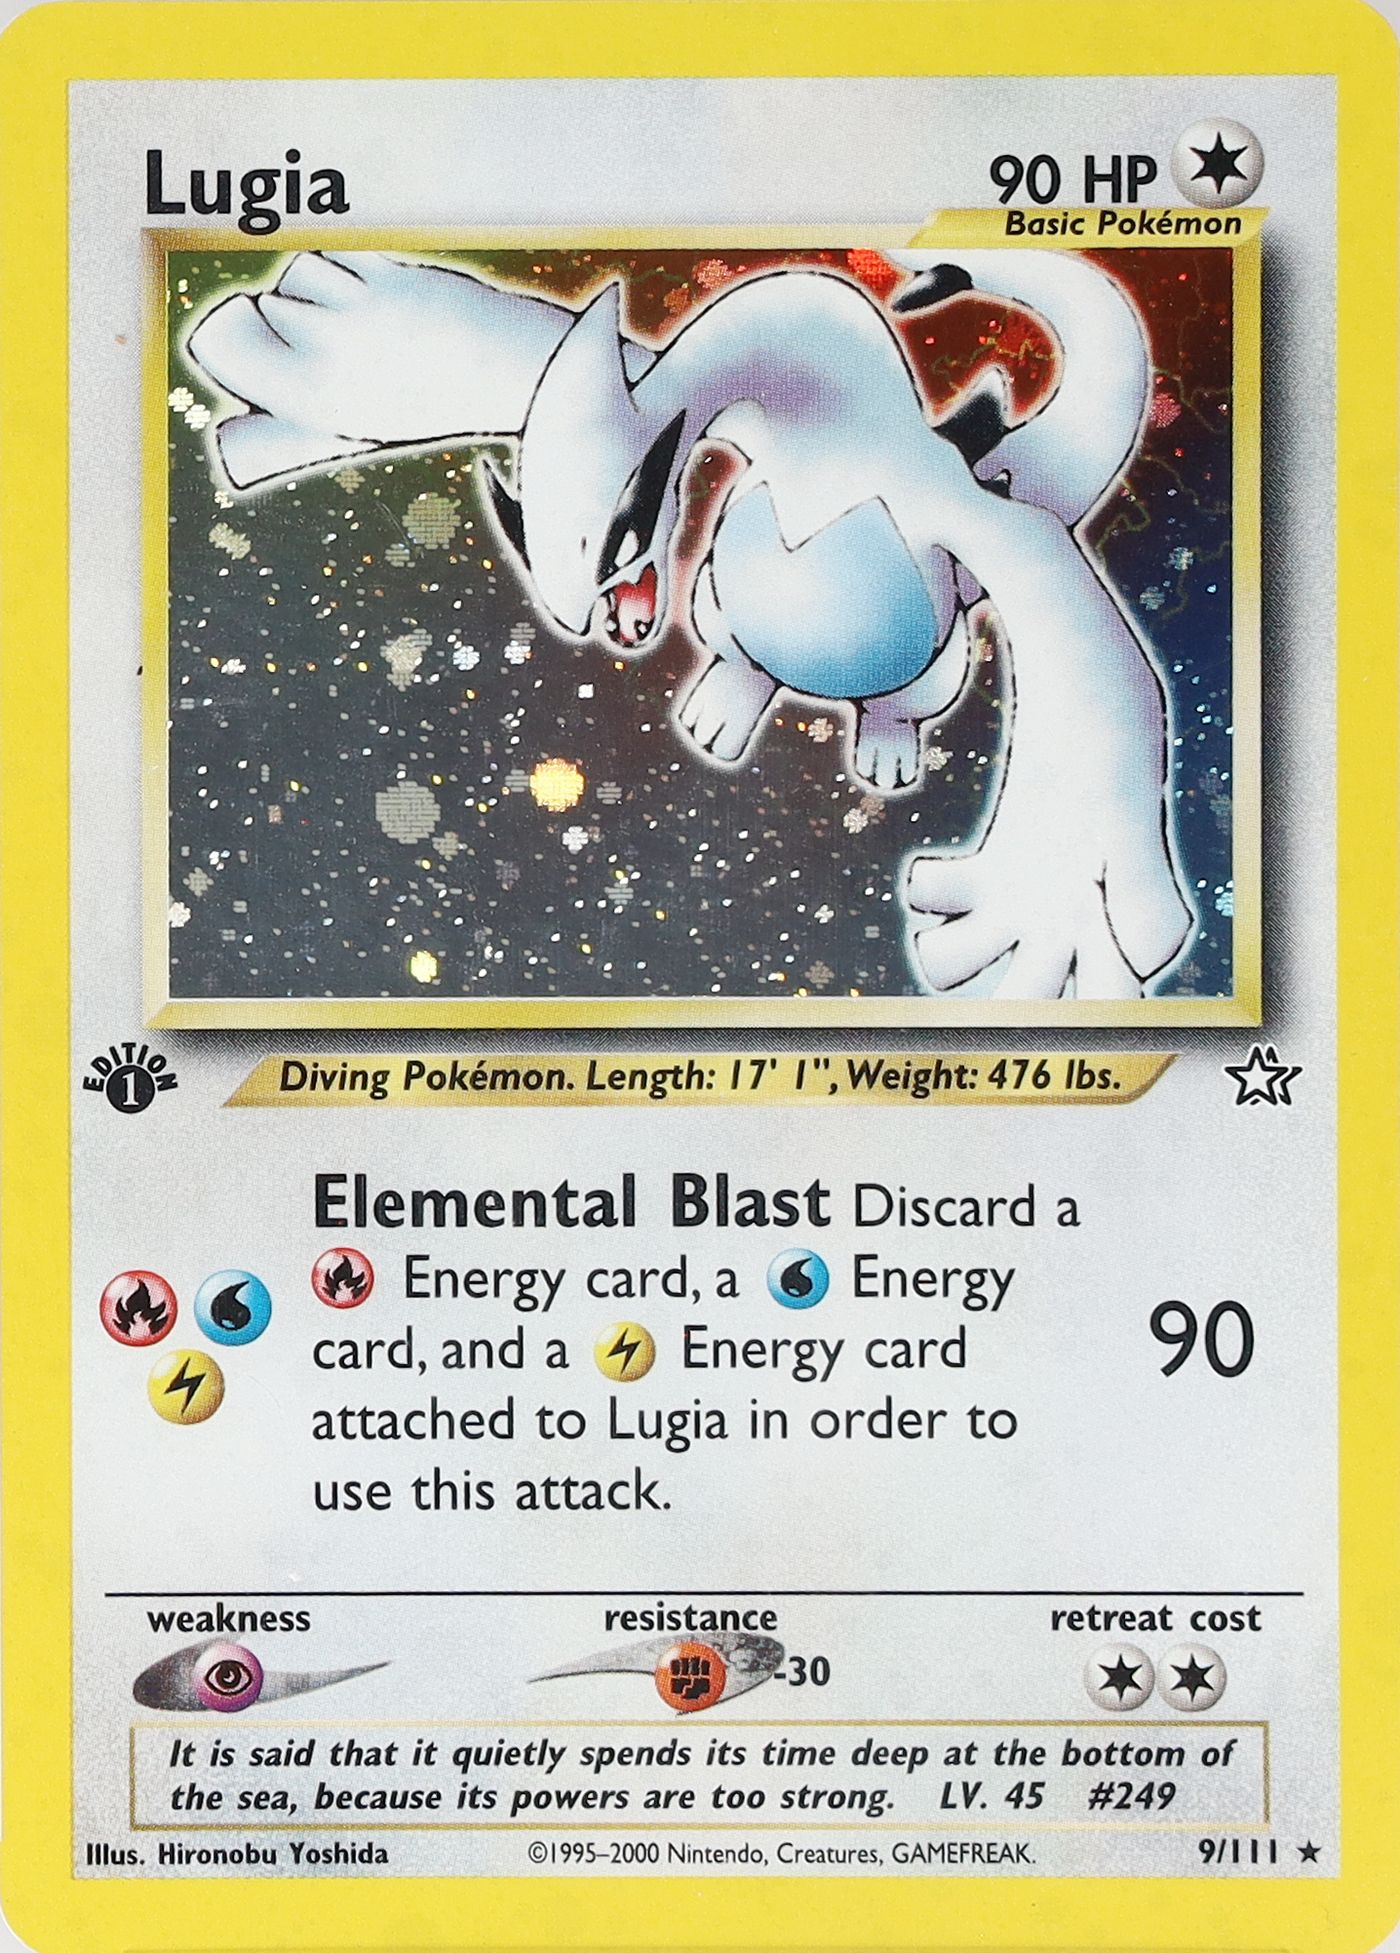 Lugia
90 HP
Basic Pokémon
EDITION
1
Diving Pokémon. Length: 17' 1", Weight: 476 lbs.
Elemental Blast Discard a
Energy card, a Energy
card, and a Energy card
attached to Lugia in order to
use this attack.
90
weakness
resistance
retreat cost
-30
It is said that it quietly spends its time deep at the bottom of
the sea, because its powers are too strong. LV. 45 #249
Illus. Hironobu Yoshida
©1995–2000 Nintendo, Creatures, GAMEFREAK.
9/111 ★